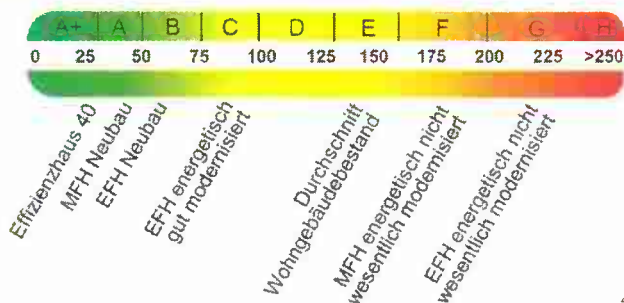 A+ A B C D E F G H
0 25 50 75 100 125 150 175 200 225 >250
Effizienzhaus 40
MFH Neubau
EFH Neubau
EFH energetisch
gut modernisiert
Durchschnitt
Wohngebäudebestand
MFH energetisch nicht
wesentlich modernisiert
EFH energetisch nicht
wesentlich modernisiert